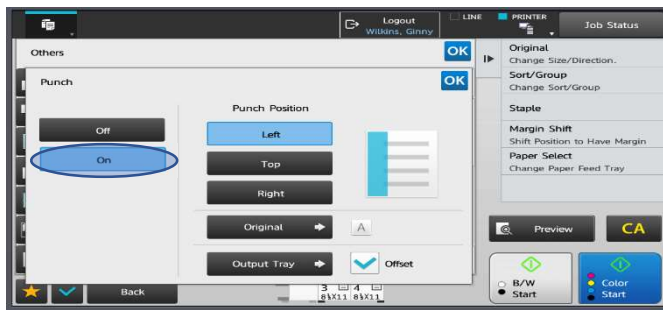 Logout
Wilkins, Ginny
LINE
PRINTER
Job Status
Others
OK
Punch
OK
Off
On
Punch Position
Left
Top
Right
Original
A
Output Tray
Offset
Original
Change Size/Direction.
Sort/Group
Change Sort/Group
Staple
Margin Shift
Shift Position to Have Margin
Paper Select
Change Paper Feed Tray
Preview
CA
B/W
Start
Color
Start
Back
3 4
8½X11 8½X11